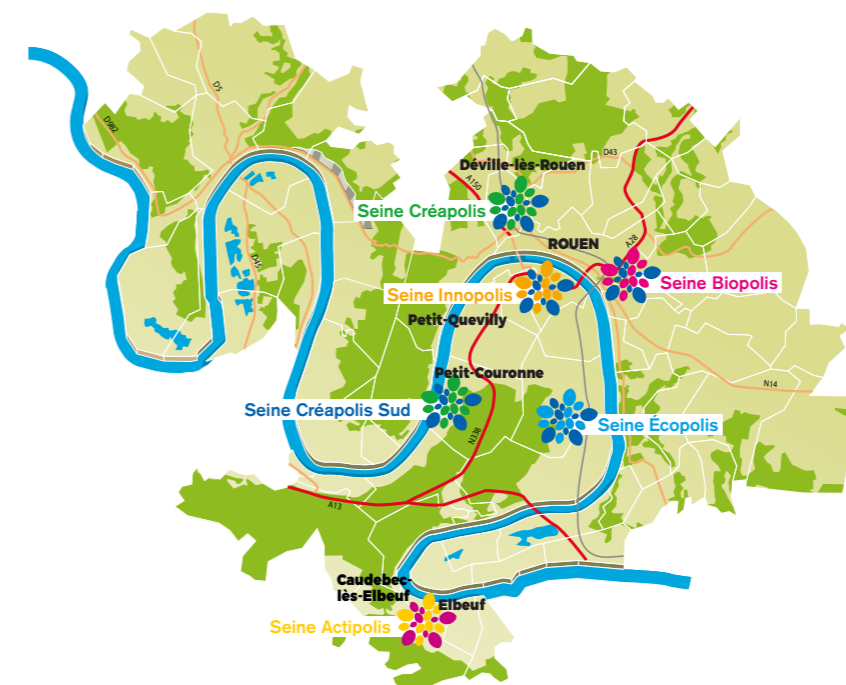 D5
D982
D43
Déville-lès-Rouen
A150
Seine Créapolis
ROUEN
A28
D45
Seine Biopolis
Seine Innopolis
Petit-Quevilly
Petit-Couronne
N14
Seine Créapolis Sud
Seine Écopolis
N338
A13
Caudebec-
lès-Elbeuf
Elbeuf
Seine Actipolis